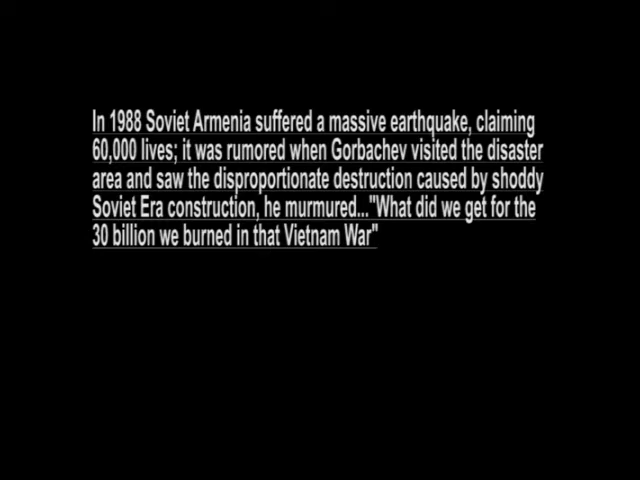 In 1988 Soviet Armenia suffered a massive earthquake, claiming
60,000 lives; it was rumored when Gorbachev visited the disaster
area and saw the disproportionate destruction caused by shoddy
Soviet Era construction, he murmured..."What did we get for the
30 billion we burned in that Vietnam War"